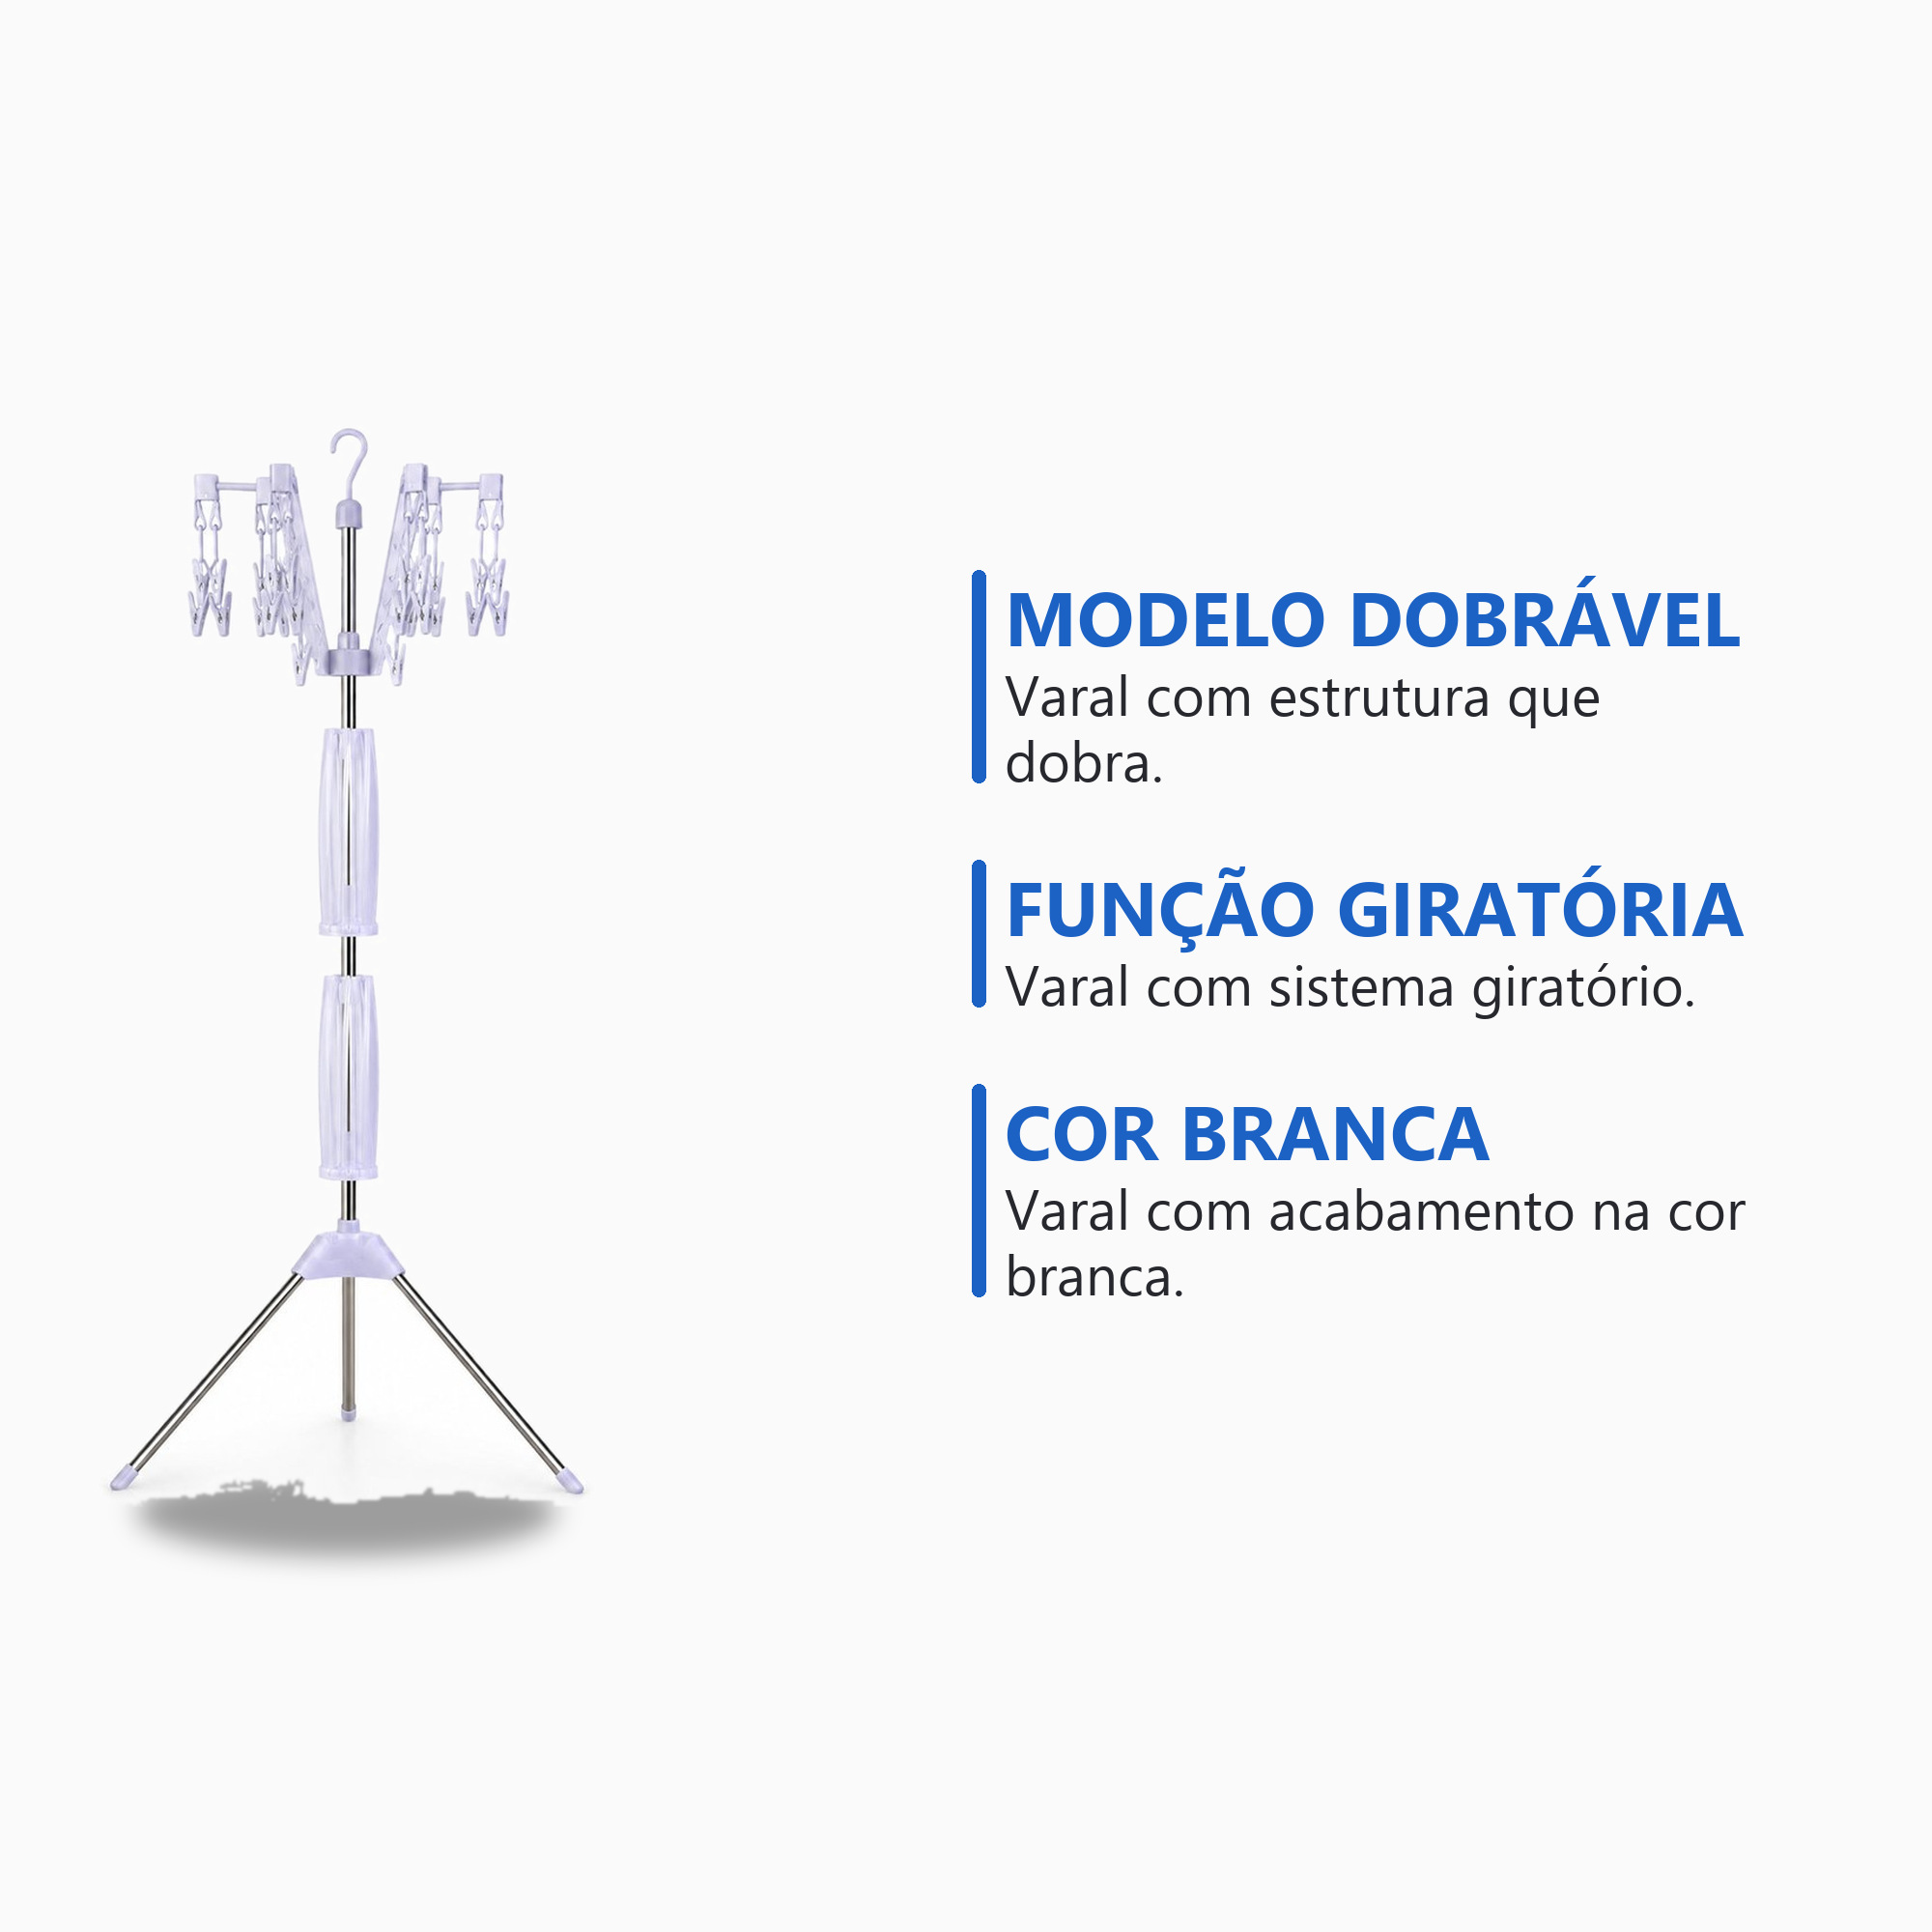 MODELO DOBRÁVEL
Varal com estrutura que
dobra.
FUNÇÃO GIRATÓRIA
Varal com sistema giratório.
COR BRANCA
Varal com acabamento na cor
branca.